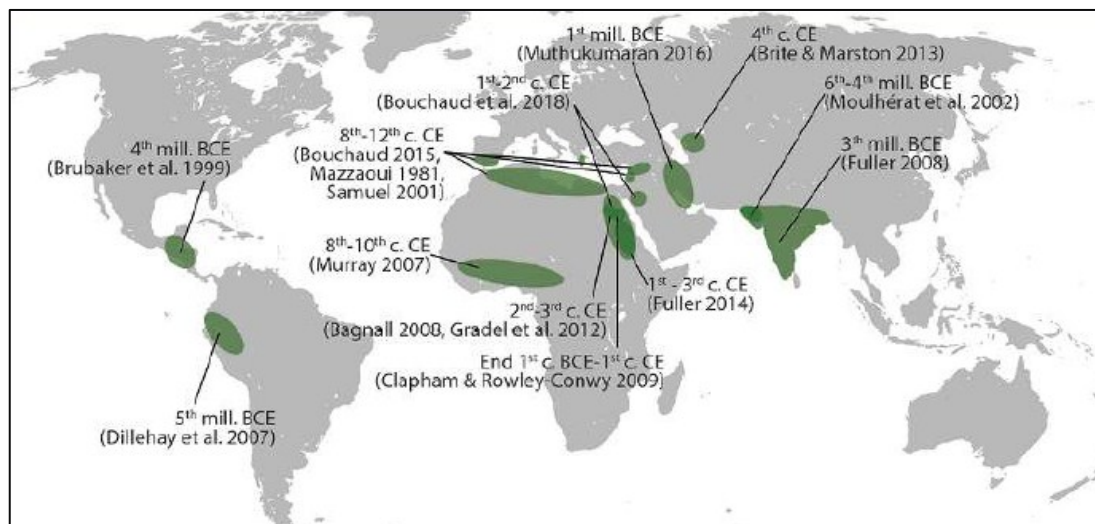 1st mill. BCE
(Muthukumaran 2016)
4th c. CE
(Brite & Marston 2013)
1st-2nd c. CE
(Bouchaud et al. 2018)
6th-4th mill. BCE
(Moulhérat et al. 2002)
8th-12th c. CE
(Bouchaud 2015,
Mazzaoui 1981,
Samuel 2001)
3rd mill. BCE
(Fuller 2008)
4th mill. BCE
(Brubaker et al. 1999)
8th-10th c. CE
(Murray 2007)
1st - 3rd c. CE
(Fuller 2014)
2nd-3rd c. CE
(Bagnall 2008, Gradel et al. 2012)
End 1st c. BCE-1st c. CE
(Clapham & Rowley-Conwy 2009)
5th mill. BCE
(Dillehay et al. 2007)